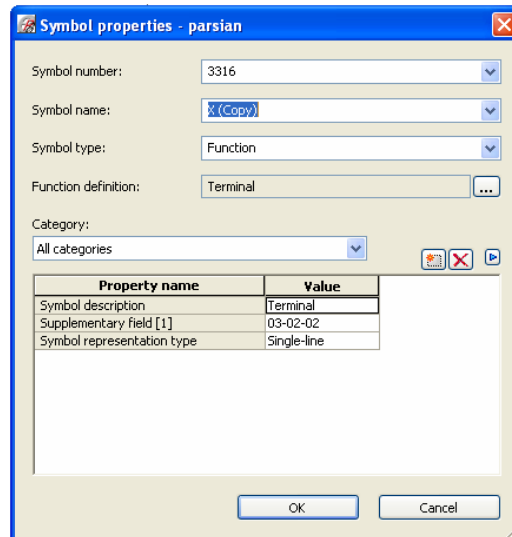 Symbol properties - parsian
Symbol number: 3316
Symbol name: X (Copy)
Symbol type: Function
Function definition: Terminal ...
Category:
All categories
Property name Value
Symbol description Terminal
Supplementary field [1] 03-02-02
Symbol representation type Single-line
OK Cancel